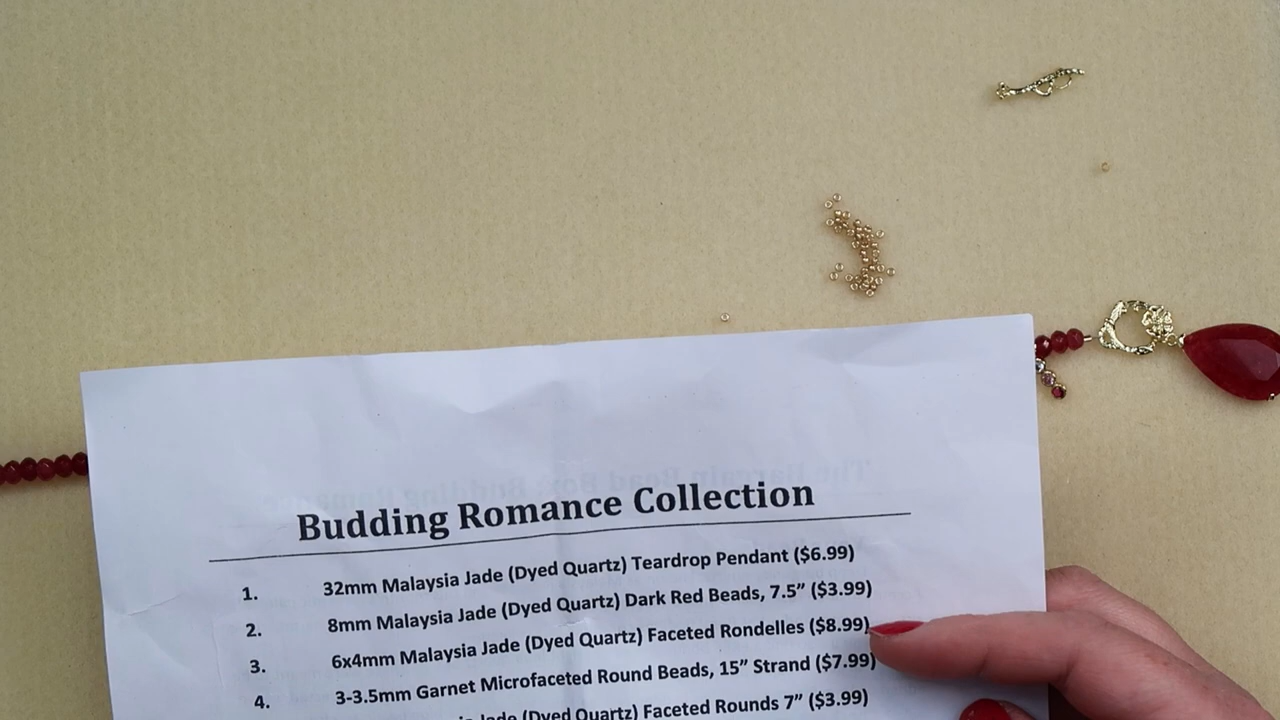 Budding Romance Collection
1. 32mm Malaysia Jade (Dyed Quartz) Teardrop Pendant ($6.99)
2. 8mm Malaysia Jade (Dyed Quartz) Dark Red Beads, 7.5” ($3.99)
3. 6x4mm Malaysia Jade (Dyed Quartz) Faceted Rondelles ($8.99)
4. 3-3.5mm Garnet Microfaceted Round Beads, 15” Strand ($7.99)
Jade (Dyed Quartz) Faceted Rounds 7” ($3.99)